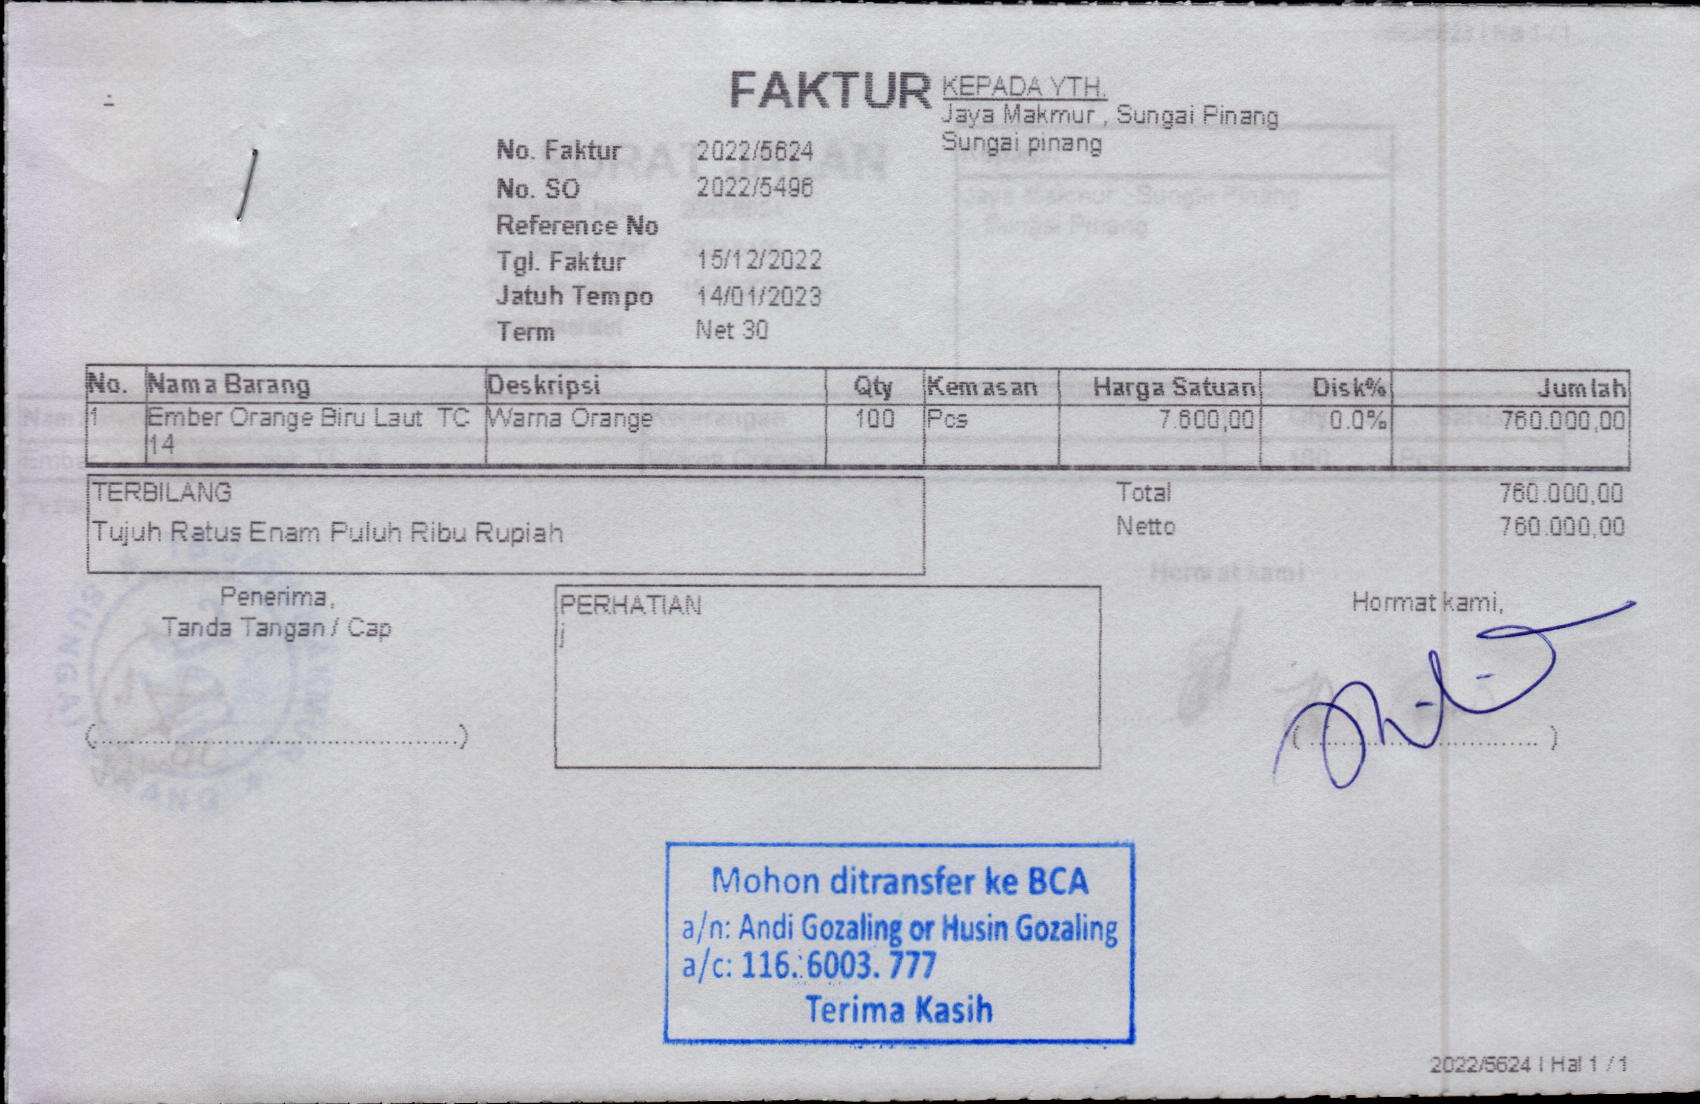 FAKTUR
KEPADA YTH.
Jaya Makmur , Sungai Pinang
Sungai pinang
No. Faktur 2022/5624
No. SO 2022/5496
Reference No
Tgl. Faktur 15/12/2022
Jatuh Tempo 14/01/2023
Term Net 30
No. Nama Barang Deskripsi Qty Kemasan Harga Satuan Disk% Jumlah
1 Ember Orange Biru Laut TC Warna Orange 100 Pcs 7.600,00 0.0% 760.000,00
14
TERBILANG
Tujuh Ratus Enam Puluh Ribu Rupiah
Total 760.000,00
Netto 760.000,00
Penerima,
Tanda Tangan / Cap
PERHATIAN
j
Hormat kami,
Mohon ditransfer ke BCA
a/n: Andi Gozaling or Husin Gozaling
a/c: 116. 6003. 777
Terima Kasih
2022/5624 | Hal 1 / 1